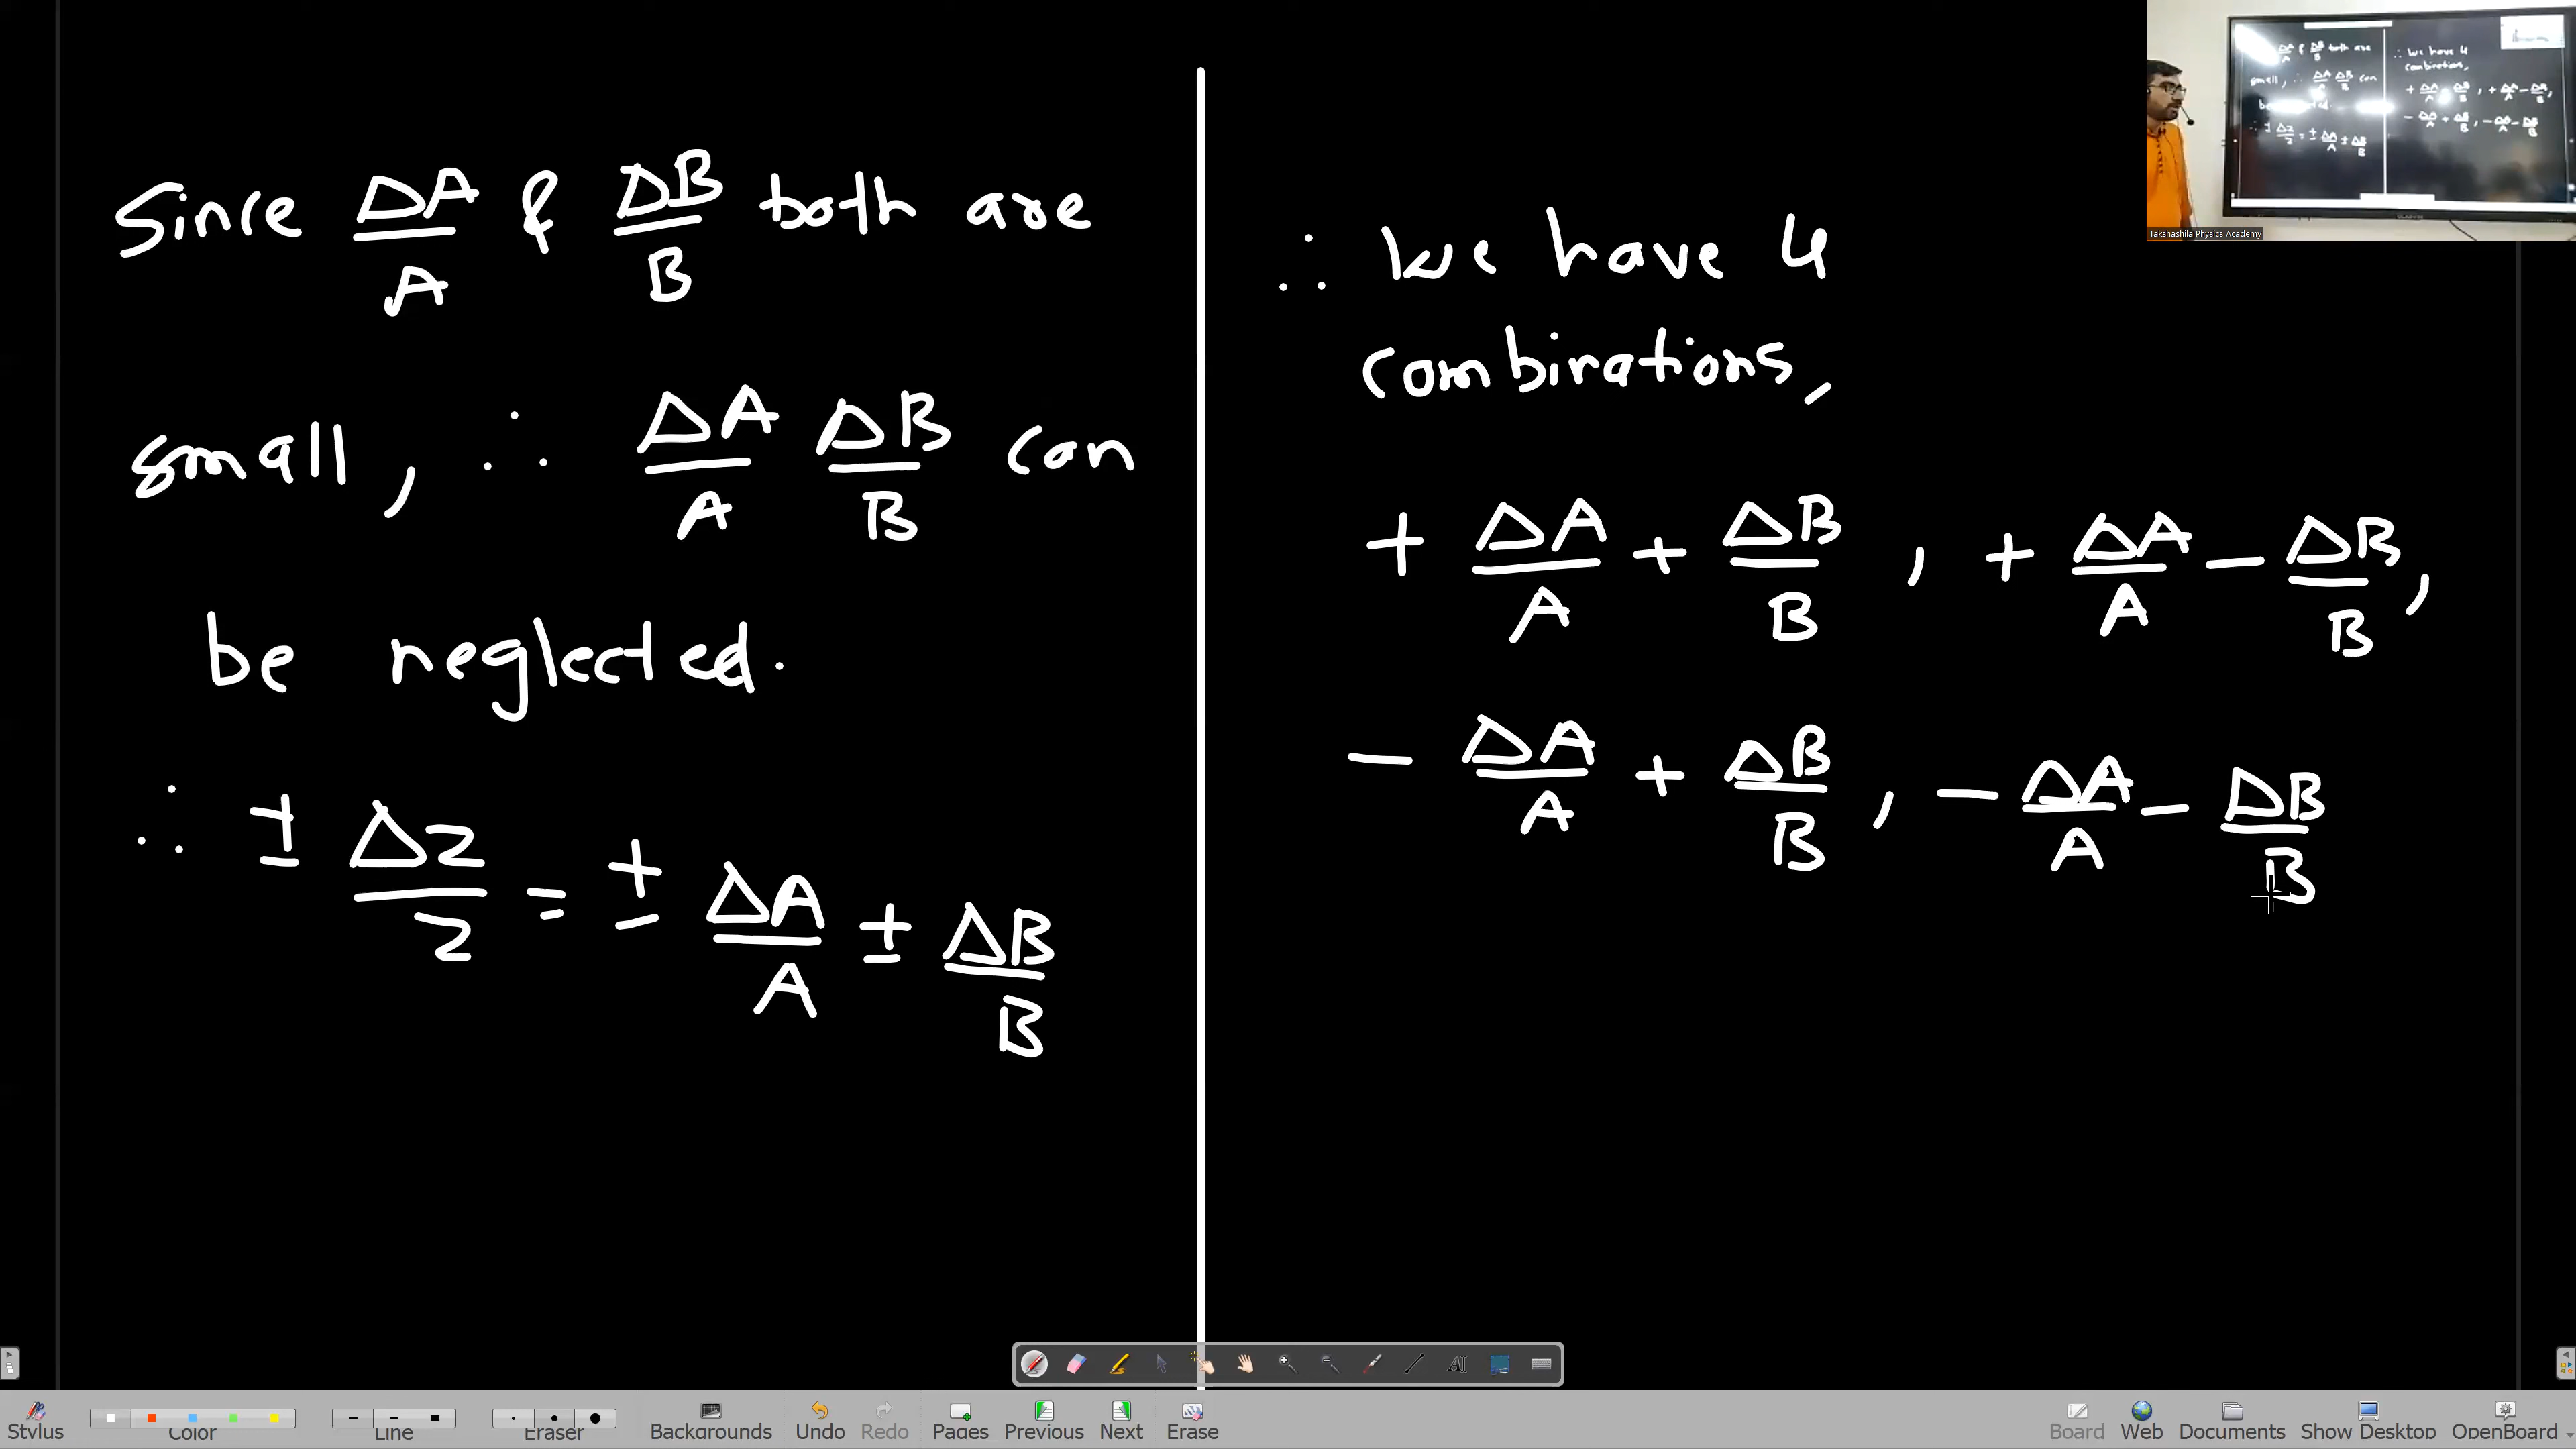 Since ΔA/A & ΔB/B both are
small, ∴ ΔA/A ΔB/B can
be neglected.
∴ ± ΔZ/Z = ± ΔA/A ± ΔB/B
∴ We have 4
combinations,
+ ΔA/A + ΔB/B , + ΔA/A − ΔB/B ,
− ΔA/A + ΔB/B , − ΔA/A − ΔB/B
Takshashila Physics Academy
Stylus Color Line Eraser Backgrounds Undo Redo Pages Previous Next Erase Board Web Documents Show Desktop OpenBoard